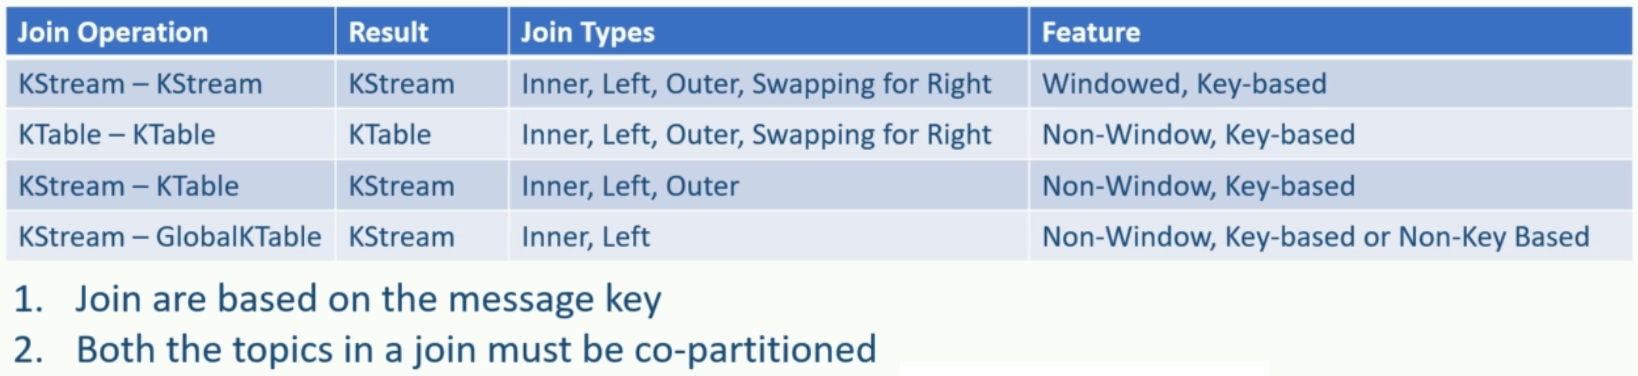 Join Operation Result Join Types Feature
KStream – KStream KStream Inner, Left, Outer, Swapping for Right Windowed, Key-based
KTable – KTable KTable Inner, Left, Outer, Swapping for Right Non-Window, Key-based
KStream – KTable KStream Inner, Left, Outer Non-Window, Key-based
KStream – GlobalKTable KStream Inner, Left Non-Window, Key-based or Non-Key Based
1. Join are based on the message key
2. Both the topics in a join must be co-partitioned